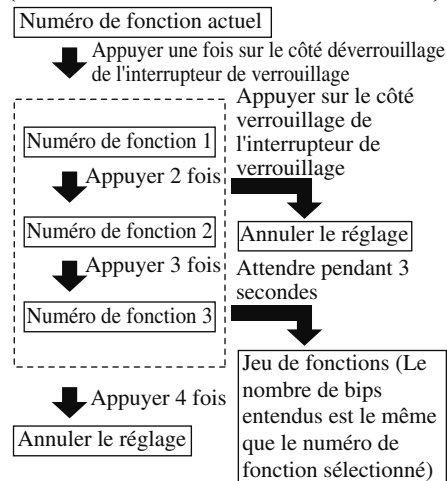 Numéro de fonction actuel
Appuyer une fois sur le côté déverrouillage
de l'interrupteur de verrouillage
Appuyer sur le côté
verrouillage de
l'interrupteur de
verrouillage
Numéro de fonction 1
Appuyer 2 fois
Numéro de fonction 2
Annuler le réglage
Appuyer 3 fois
Attendre pendant 3
secondes
Numéro de fonction 3
Jeu de fonctions (Le
nombre de bips
entendus est le même
que le numéro de
fonction sélectionné)
Appuyer 4 fois
Annuler le réglage